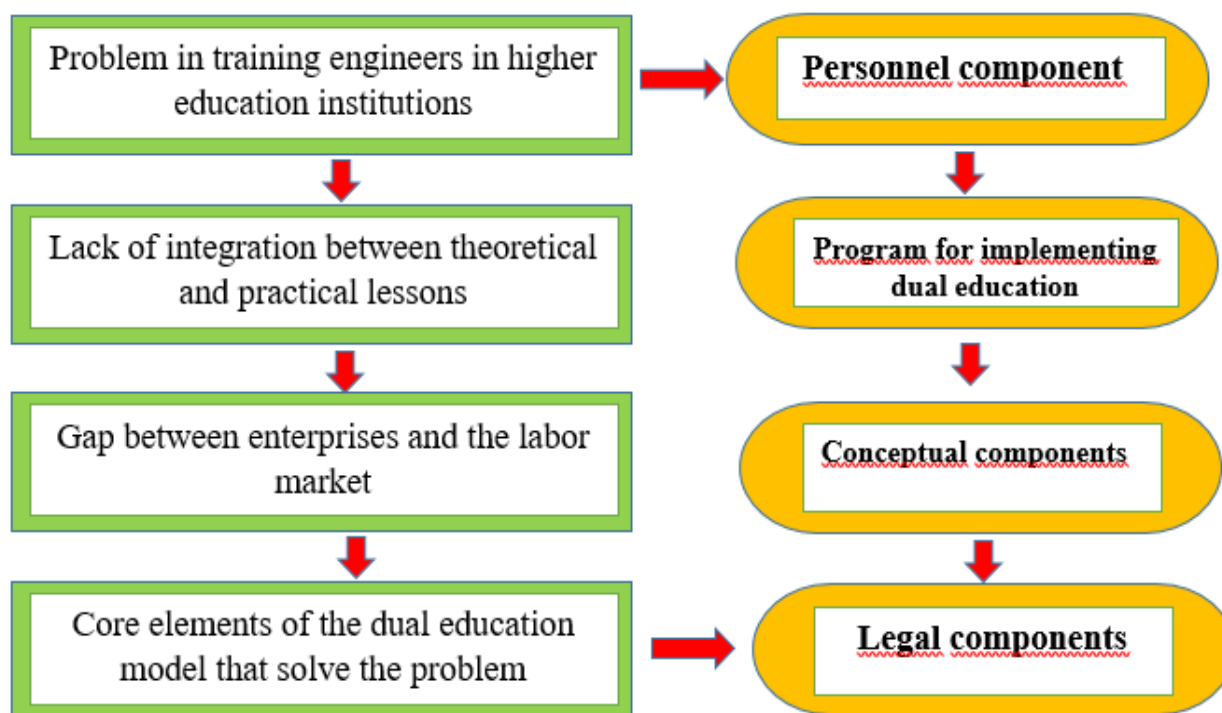 Problem in training engineers in higher
education institutions
Personnel component
Lack of integration between theoretical
and practical lessons
Program for implementing
dual education
Gap between enterprises and the labor
market
Conceptual components
Core elements of the dual education
model that solve the problem
Legal components